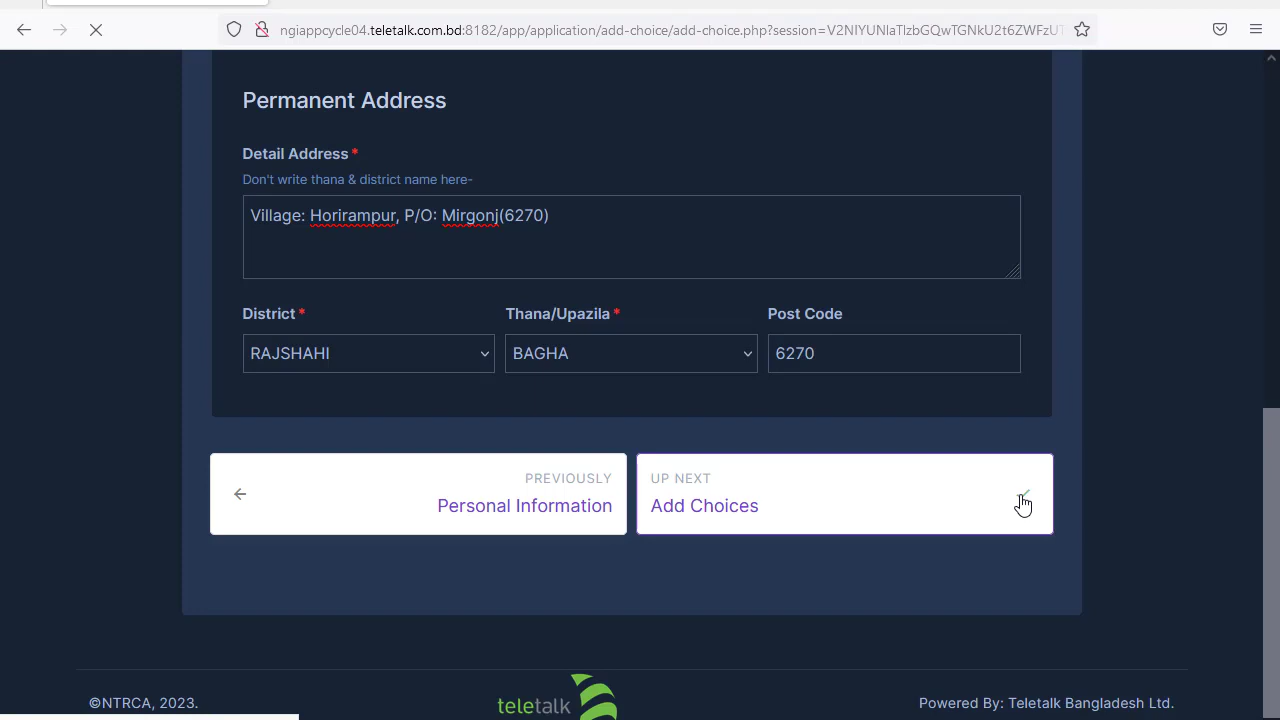 ngiappcycle04.teletalk.com.bd:8182/app/application/add-choice/add-choice.php?session=V2NIYUNIaTlzbGQwTGNkU2t6ZWFzU
Permanent Address
Detail Address*
Don't write thana & district name here-
Village: Horirampur, P/O: Mirgonj(6270)
District* Thana/Upazila* Post Code
RAJSHAHI BAGHA 6270
PREVIOUSLY
Personal Information
UP NEXT
Add Choices
©NTRCA, 2023.
teletalk
Powered By: Teletalk Bangladesh Ltd.